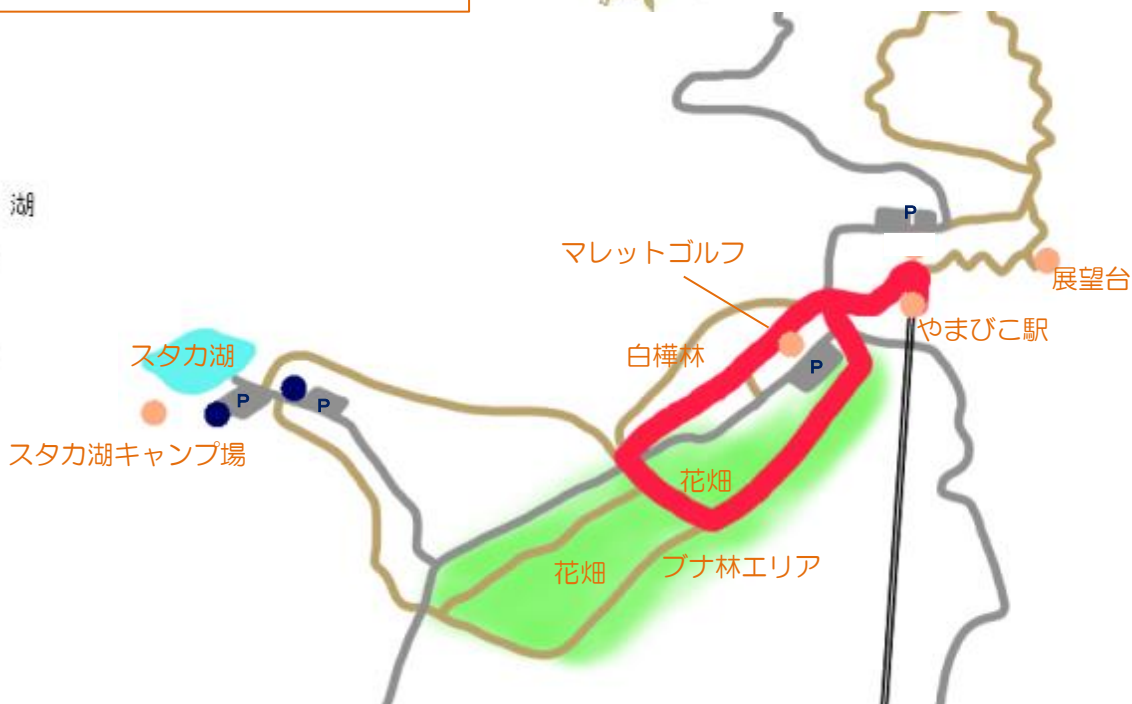 湖
P
マレットゴルフ
展望台
やまびこ駅
スタカ湖
白樺林
P
P
P
スタカ湖キャンプ場
花畑
花畑
ブナ林エリア